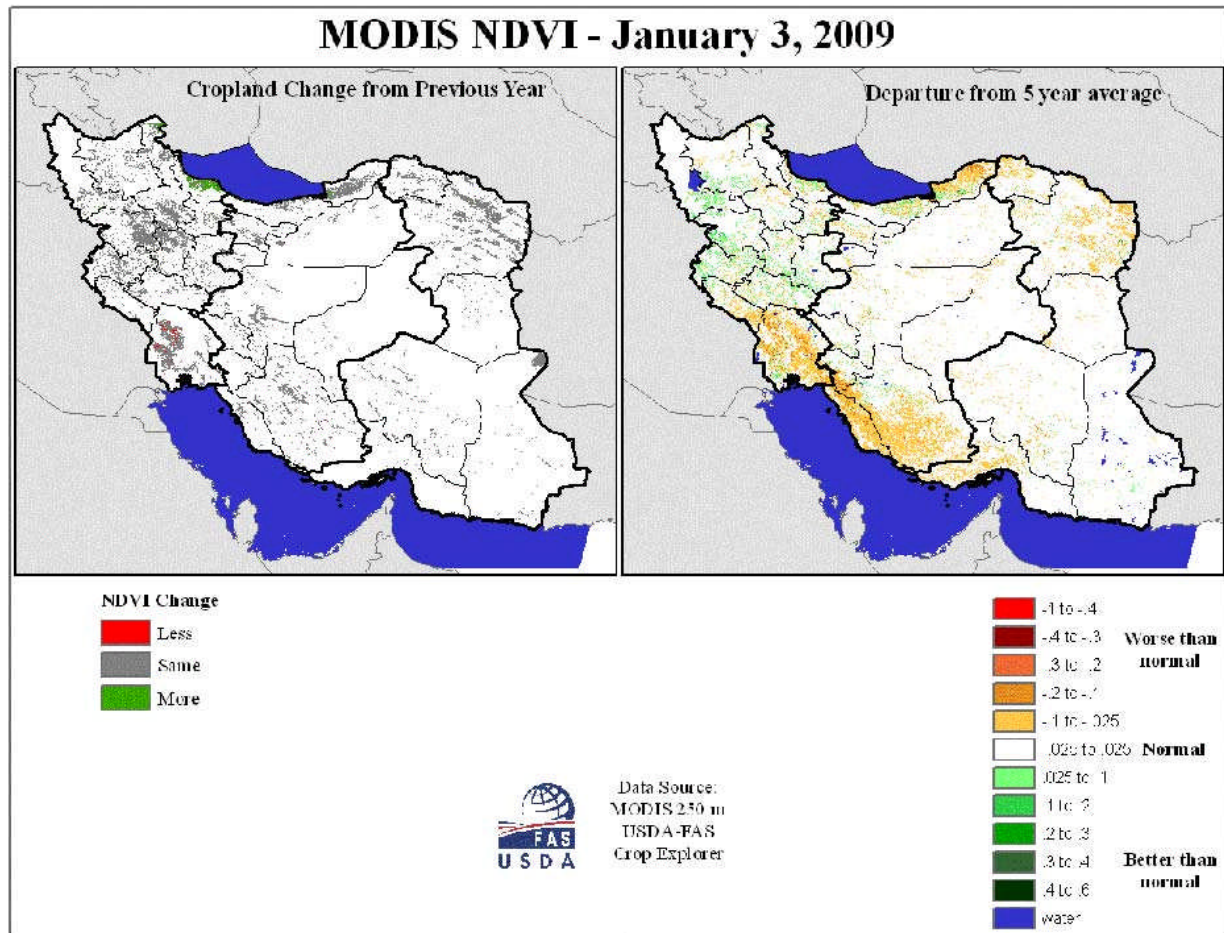 MODIS NDVI - January 3, 2009
Cropland Change from Previous Year
Departure from 5 year average
NDVI Change
Less
Same
More
-.1 to -.4
-.4 to -.3
.3 to .2
-.2 to -.1
-.1 to -.025
.025 to .025
.025 to .1
.1 to .2
.2 to .3
.3 to .4
.4 to .6
water
Worse than
normal
Normal
Better than
normal
FAS
USDA
Data Source:
MODIS 250 m
USDA-FAS
Crop Explorer